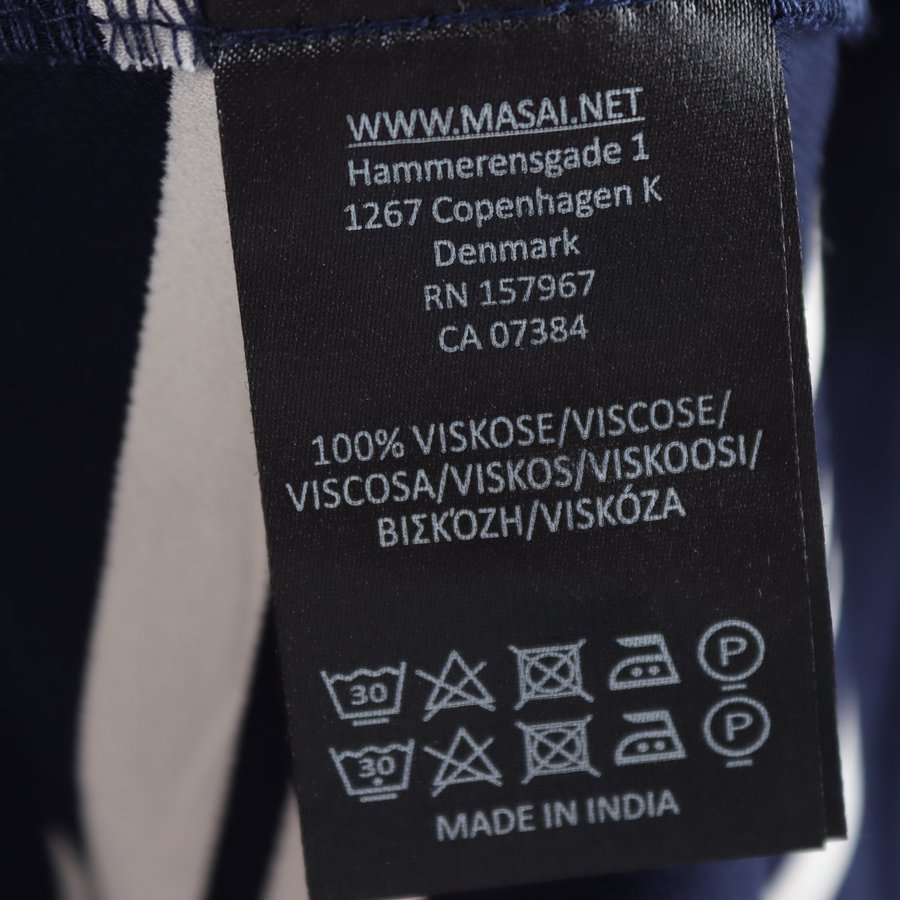 WWW.MASAI.NET
Hammerensgade 1
1267 Copenhagen K
Denmark
RN 157967
CA 07384
100% VISKOSE/VISCOSE/
VISCOSA/VISKOS/VISKOOSI/
ΒΙΣΚΌΖΗ/VISKÓZA
30 P
30 P
MADE IN INDIA